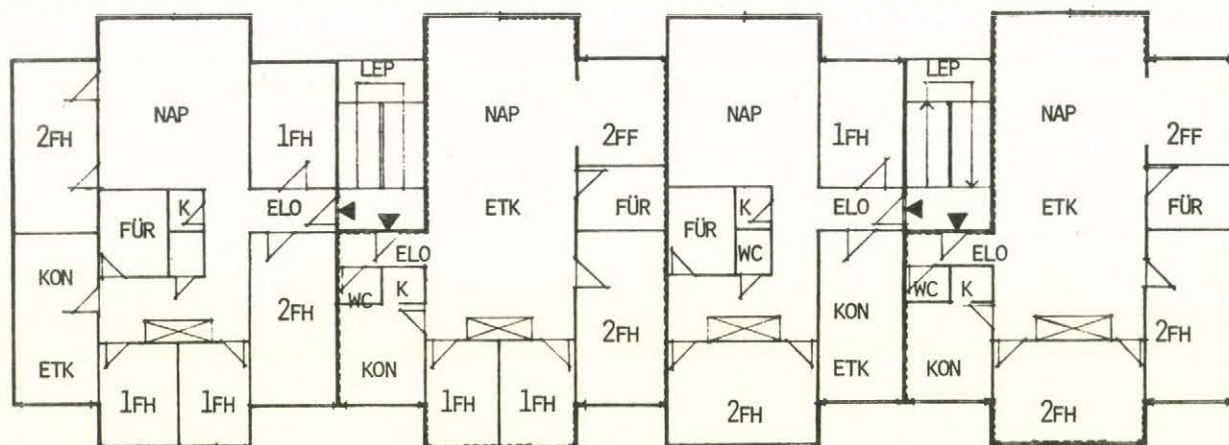 LEP
LEP
NAP
NAP
NAP
NAP
2FH
1FH
2FF
1FH
2FF
K
ELO
ETK
FÜR
K
ELO
ETK
FÜR
FÜR
FÜR
WC
ELO
ELO
KON
2FH
WC
K
2FH
KON
WC
K
2FH
ETK
KON
ETK
KON
1FH
1FH
1FH
1FH
2FH
2FH